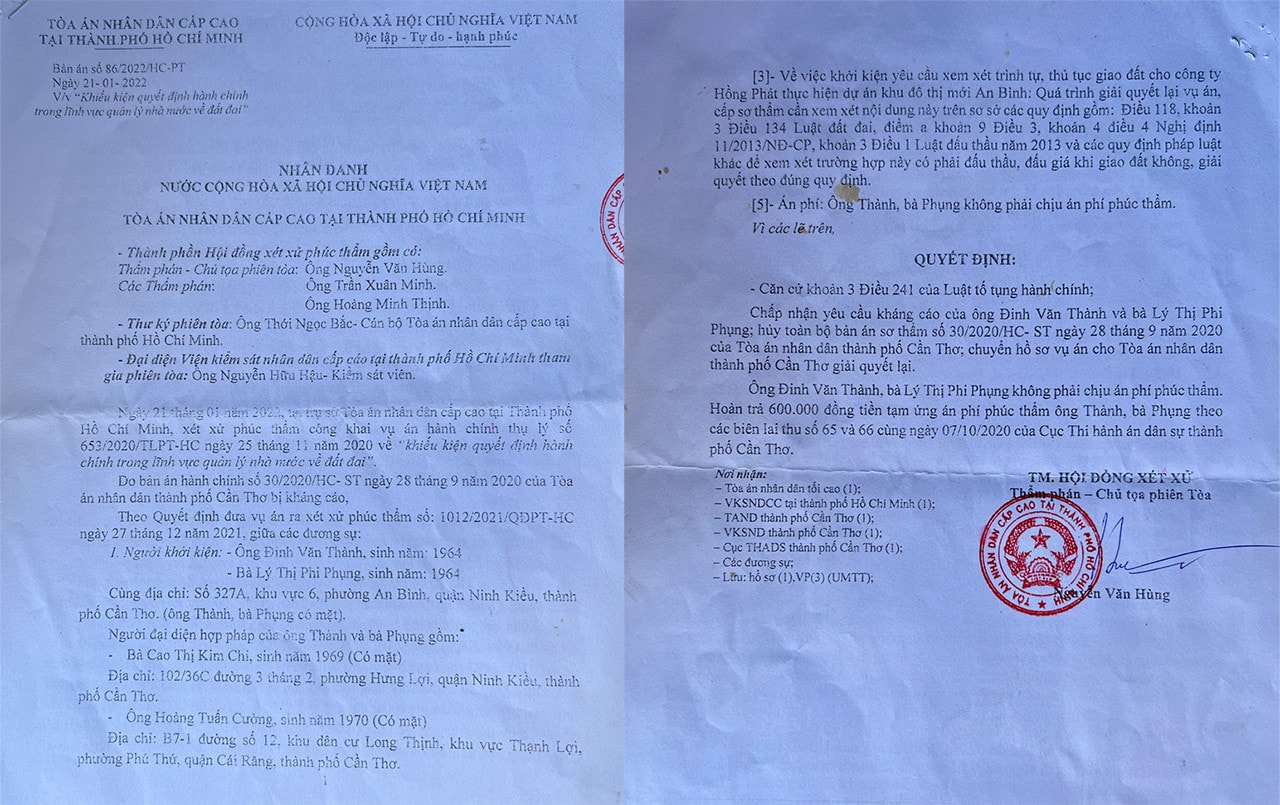 TÒA ÁN NHÂN DÂN CẤP CAO
TẠI THÀNH PHỐ HỒ CHÍ MINH
CỘNG HÒA XÃ HỘI CHỦ NGHĨA VIỆT NAM
Độc lập - Tự do - hạnh phúc
Bản án số 86/2022/HC-PT
Ngày 21- 01- 2022
V/v "Khiếu kiện quyết định hành chính
trong lĩnh vực quản lý nhà nước về đất đai"
NHÂN DANH
NƯỚC CỘNG HÒA XÃ HỘI CHỦ NGHĨA VIỆT NAM
TÒA ÁN NHÂN DÂN CẤP CAO TẠI THÀNH PHỐ HỒ CHÍ MINH
- Thành phần Hội đồng xét xử phúc thẩm gồm có:
Thẩm phán - Chủ tọa phiên tòa: Ông Nguyễn Văn Hùng.
Các Thẩm phán: Ông Trần Xuân Minh.
Ông Hoàng Minh Thịnh.
- Thư ký phiên tòa: Ông Thới Ngọc Bắc- Cán bộ Tòa án nhân dân cấp cao tại
thành phố Hồ Chí Minh.
- Đại diện Viện kiểm sát nhân dân cấp cao tại thành phố Hồ Chí Minh tham
gia phiên tòa: Ông Nguyễn Hữu Hậu- Kiểm sát viên.
Ngày 21 tháng 01 năm 2022, tại trụ sở Tòa án nhân dân cấp cao tại Thành phố
Hồ Chí Minh, xét xử phúc thẩm công khai vụ án hành chính thụ lý số
653/2020/TLPT-HC ngày 25 tháng 11 năm 2020 về "khiếu kiện quyết định hành
chính trong lĩnh vực quản lý nhà nước về đất đai".
Do bản án hành chính số 30/2020/HC- ST ngày 28 tháng 9 năm 2020 của Tòa
án nhân dân thành phố Cần Thơ bị kháng cáo,
Theo Quyết định đưa vụ án ra xét xử phúc thẩm số: 1012/2021/QĐPT-HC
ngày 27 tháng 12 năm 2021, giữa các đương sự:
1. Người khởi kiện: - Ông Đinh Văn Thành, sinh năm: 1964
- Bà Lý Thị Phi Phụng, sinh năm: 1964
Cùng địa chỉ: Số 327A, khu vực 6, phường An Bình, quận Ninh Kiều, thành
phố Cần Thơ. (ông Thành, bà Phụng có mặt).
Người đại diện hợp pháp của ông Thành và bà Phụng gồm:
- Bà Cao Thị Kim Chi, sinh năm 1969 (Có mặt)
Địa chỉ: 102/36C đường 3 tháng 2, phường Hưng Lợi, quận Ninh Kiều, thành
phố Cần Thơ.
- Ông Hoàng Tuấn Cường, sinh năm 1970 (Có mặt)
Địa chỉ: B7-1 đường số 12, khu dân cư Long Thịnh, khu vực Thạnh Lợi,
phường Phú Thứ, quận Cái Răng, thành phố Cần Thơ.
1
[3]- Về việc khởi kiện yêu cầu xem xét trình tự, thủ tục giao đất cho công ty
Hồng Phát thực hiện dự án khu đô thị mới An Bình: Quá trình giải quyết lại vụ án,
cấp sơ thẩm cần xem xét nội dung này trên sơ sở các quy định gồm: Điều 118, khoản
3 Điều 134 Luật đất đai, điểm a khoản 9 Điều 3, khoản 4 điều 4 Nghị định
11/2013/NĐ-CP, khoản 3 Điều 1 Luật đấu thầu năm 2013 và các quy định pháp luật
khác để xem xét trường hợp này có phải đấu thầu, đấu giá khi giao đất không, giải
quyết theo đúng quy định.
[5]- Án phí: Ông Thành, bà Phụng không phải chịu án phí phúc thẩm.
Vì các lẽ trên,
QUYẾT ĐỊNH:
- Căn cứ khoản 3 Điều 241 của Luật tố tụng hành chính;
Chấp nhận yêu cầu kháng cáo của ông Đinh Văn Thành và bà Lý Thị Phi
Phụng; hủy toàn bộ bản án sơ thẩm số 30/2020/HC- ST ngày 28 tháng 9 năm 2020
của Tòa án nhân dân thành phố Cần Thơ; chuyển hồ sơ vụ án cho Tòa án nhân dân
thành phố Cần Thơ giải quyết lại.
Ông Đinh Văn Thành, bà Lý Thị Phi Phụng không phải chịu án phí phúc thẩm.
Hoàn trả 600.000 đồng tiền tạm ứng án phí phúc thẩm ông Thành, bà Phụng theo
các biên lai thu số 65 và 66 cùng ngày 07/10/2020 của Cục Thi hành án dân sự thành
phố Cần Thơ.
Nơi nhận:
- Tòa án nhân dân tối cao (1);
- VKSNDCC tại thành phố Hồ Chí Minh (1);
- TAND thành phố Cần Thơ (1);
- VKSND thành phố Cần Thơ (1);
- Cục THADS thành phố Cần Thơ (1);
- Các đương sự;
- Lưu: hồ sơ (1),VP(3) (UMTT);
TM. HỘI ĐỒNG XÉT XỬ
Thẩm phán – Chủ tọa phiên Tòa
TÒA ÁN NHÂN DÂN CẤP CAO TẠI THÀNH PHỐ HỒ CHÍ MINH
Nguyễn Văn Hùng